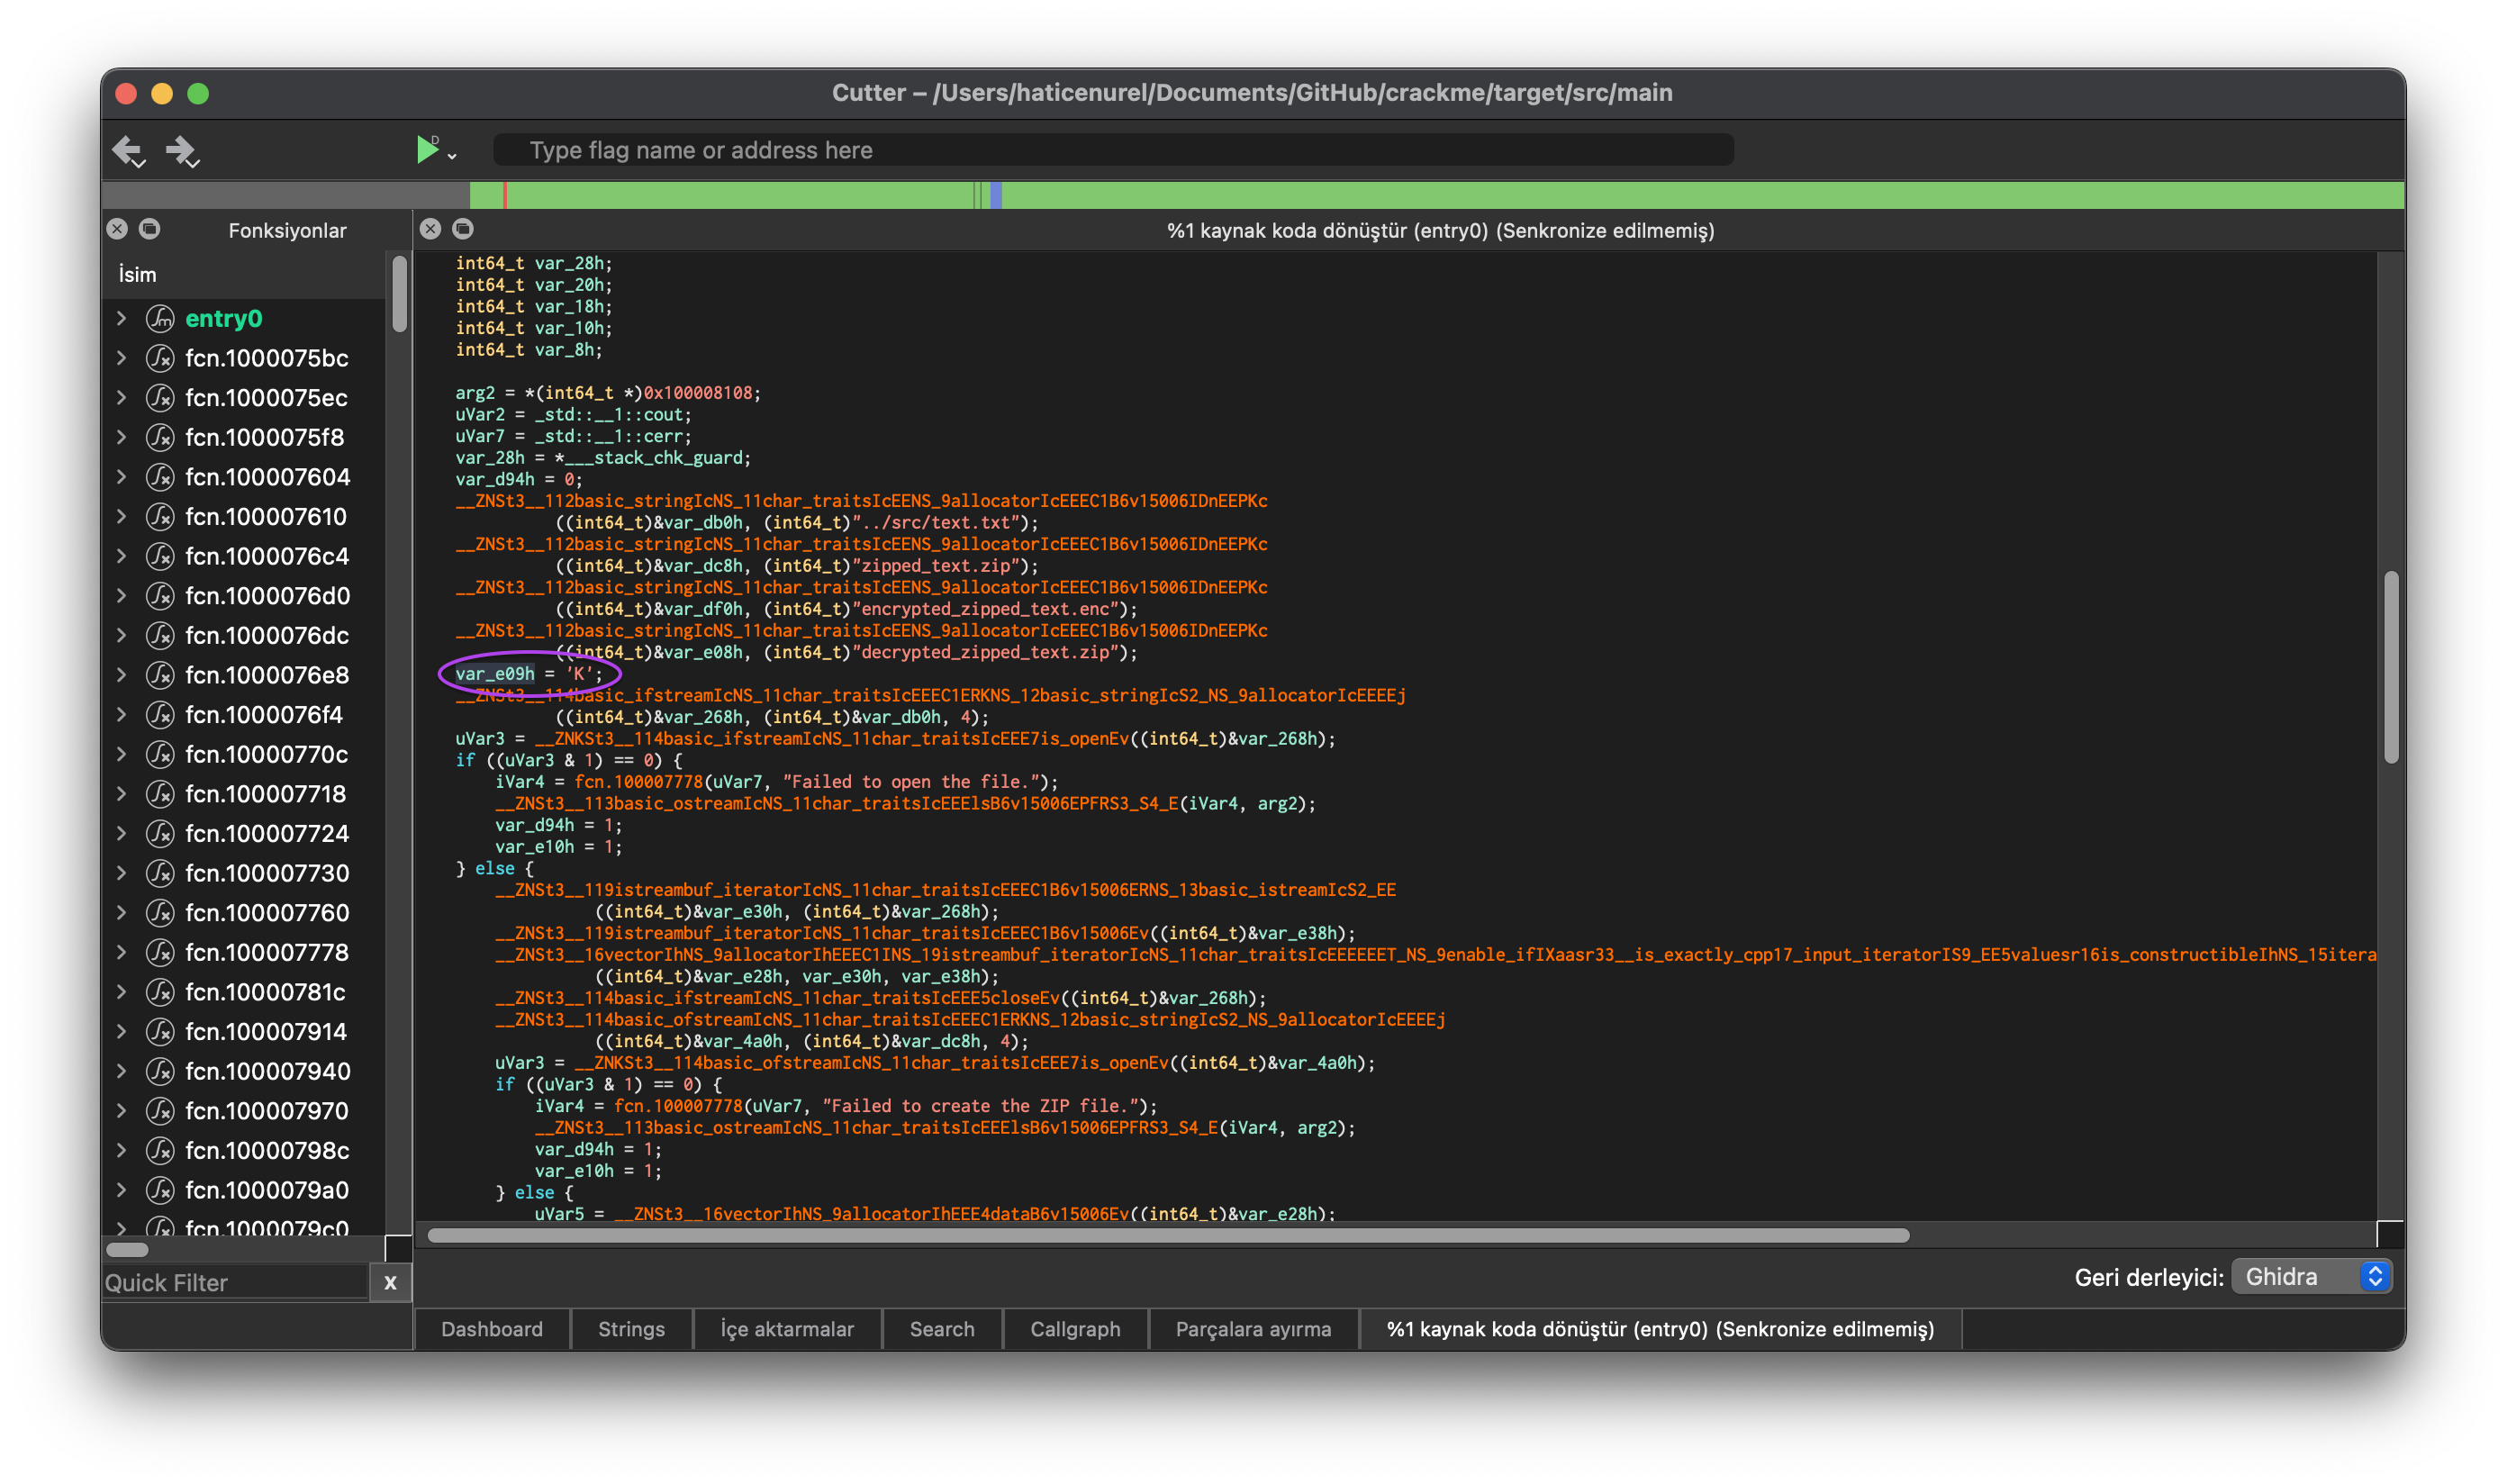 Cutter – /Users/haticenurel/Documents/GitHub/crackme/target/src/main
D
Type flag name or address here
Fonksiyonlar
İsim
entry0
fcn.1000075bc
fcn.1000075ec
fcn.1000075f8
fcn.100007604
fcn.100007610
fcn.1000076c4
fcn.1000076d0
fcn.1000076dc
fcn.1000076e8
fcn.1000076f4
fcn.10000770c
fcn.100007718
fcn.100007724
fcn.100007730
fcn.100007760
fcn.100007778
fcn.10000781c
fcn.100007914
fcn.100007940
fcn.100007970
fcn.10000798c
fcn.1000079a0
fcn.1000079c0
Quick Filter
X
%1 kaynak koda dönüştür (entry0) (Senkronize edilmemiş)
int64_t var_28h;
int64_t var_20h;
int64_t var_18h;
int64_t var_10h;
int64_t var_8h;
arg2 = *(int64_t *)0x100008108;
uVar2 = _std::__1::cout;
uVar7 = _std::__1::cerr;
var_28h = *___stack_chk_guard;
var_d94h = 0;
__ZNSt3__112basic_stringIcNS_11char_traitsIcEENS_9allocatorIcEEEC1B6v15006IDnEEPKc
((int64_t)&var_db0h, (int64_t)"../src/text.txt");
__ZNSt3__112basic_stringIcNS_11char_traitsIcEENS_9allocatorIcEEEC1B6v15006IDnEEPKc
((int64_t)&var_dc8h, (int64_t)"zipped_text.zip");
__ZNSt3__112basic_stringIcNS_11char_traitsIcEENS_9allocatorIcEEEC1B6v15006IDnEEPKc
((int64_t)&var_df0h, (int64_t)"encrypted_zipped_text.enc");
__ZNSt3__112basic_stringIcNS_11char_traitsIcEENS_9allocatorIcEEEC1B6v15006IDnEEPKc
((int64_t)&var_e08h, (int64_t)"decrypted_zipped_text.zip");
var_e09h = 'K';
__ZNSt3__114basic_ifstreamIcNS_11char_traitsIcEEEC1ERKNS_12basic_stringIcS2_NS_9allocatorIcEEEEj
((int64_t)&var_268h, (int64_t)&var_db0h, 4);
uVar3 = __ZNKSt3__114basic_ifstreamIcNS_11char_traitsIcEEE7is_openEv((int64_t)&var_268h);
if ((uVar3 & 1) == 0) {
iVar4 = fcn.100007778(uVar7, "Failed to open the file.");
__ZNSt3__113basic_ostreamIcNS_11char_traitsIcEEElsB6v15006EPFRS3_S4_E(iVar4, arg2);
var_d94h = 1;
var_e10h = 1;
} else {
__ZNSt3__119istreambuf_iteratorIcNS_11char_traitsIcEEEC1B6v15006ERNS_13basic_istreamIcS2_EE
((int64_t)&var_e30h, (int64_t)&var_268h);
__ZNSt3__119istreambuf_iteratorIcNS_11char_traitsIcEEEC1B6v15006Ev((int64_t)&var_e38h);
__ZNSt3__16vectorIhNS_9allocatorIhEEEC1INS_19istreambuf_iteratorIcNS_11char_traitsIcEEEEEET_NS_9enable_ifIXaasr33__is_exactly_cpp17_input_iteratorIS9_EE5valuesr16is_constructibleIhNS_15itera
((int64_t)&var_e28h, var_e30h, var_e38h);
__ZNSt3__114basic_ifstreamIcNS_11char_traitsIcEEE5closeEv((int64_t)&var_268h);
__ZNSt3__114basic_ofstreamIcNS_11char_traitsIcEEEC1ERKNS_12basic_stringIcS2_NS_9allocatorIcEEEEj
((int64_t)&var_4a0h, (int64_t)&var_dc8h, 4);
uVar3 = __ZNKSt3__114basic_ofstreamIcNS_11char_traitsIcEEE7is_openEv((int64_t)&var_4a0h);
if ((uVar3 & 1) == 0) {
iVar4 = fcn.100007778(uVar7, "Failed to create the ZIP file.");
__ZNSt3__113basic_ostreamIcNS_11char_traitsIcEEElsB6v15006EPFRS3_S4_E(iVar4, arg2);
var_d94h = 1;
var_e10h = 1;
} else {
uVar5 = __ZNSt3__16vectorIhNS_9allocatorIhEEE4dataB6v15006Ev((int64_t)&var_e28h);
Geri derleyici: Ghidra
Dashboard
Strings
İçe aktarmalar
Search
Callgraph
Parçalara ayırma
%1 kaynak koda dönüştür (entry0) (Senkronize edilmemiş)